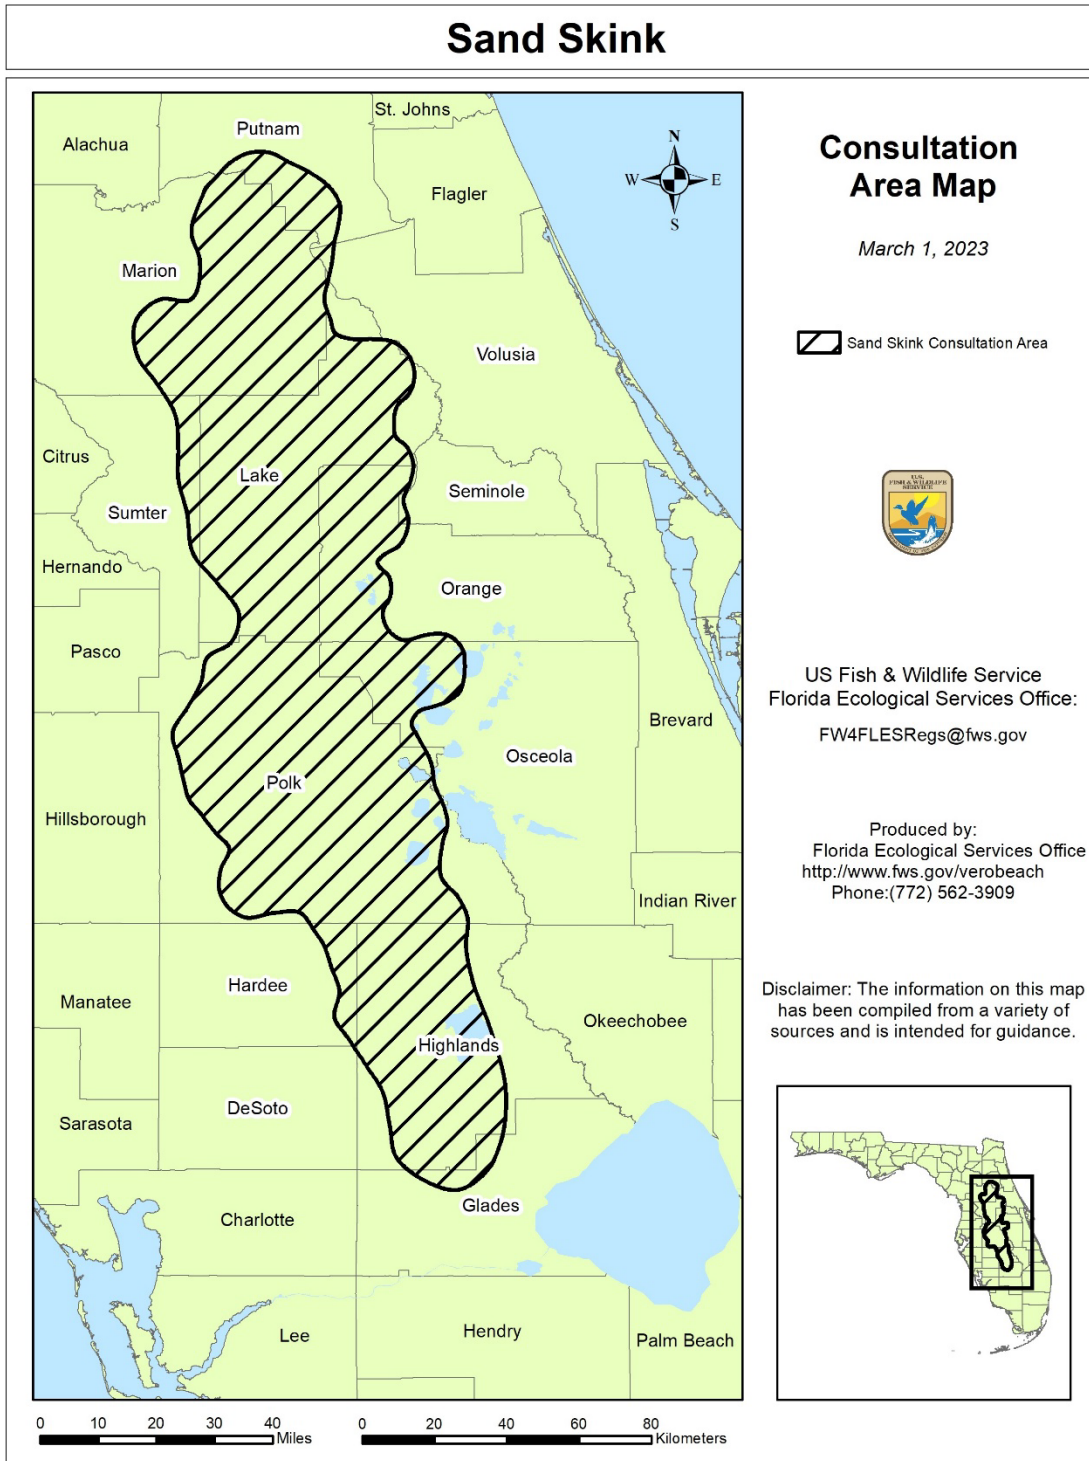 Sand Skink
St. Johns
Putnam
Alachua
Flagler
N
W E
S
Marion
Volusia
Citrus
Lake
Seminole
Sumter
Hernando
Orange
Pasco
Brevard
Osceola
Polk
Hillsborough
Indian River
Hardee
Manatee
Okeechobee
Highlands
DeSoto
Sarasota
Glades
Charlotte
Lee
Hendry
Palm Beach
0 10 20 30 40
Miles
0 20 40 60 80
Kilometers
Consultation
Area Map
March 1, 2023
Sand Skink Consultation Area
U.S.
FISH & WILDLIFE
SERVICE
US Fish & Wildlife Service
Florida Ecological Services Office:
FW4FLESRegs@fws.gov
Produced by:
Florida Ecological Services Office
http://www.fws.gov/verobeach
Phone:(772) 562-3909
Disclaimer: The information on this map
has been compiled from a variety of
sources and is intended for guidance.